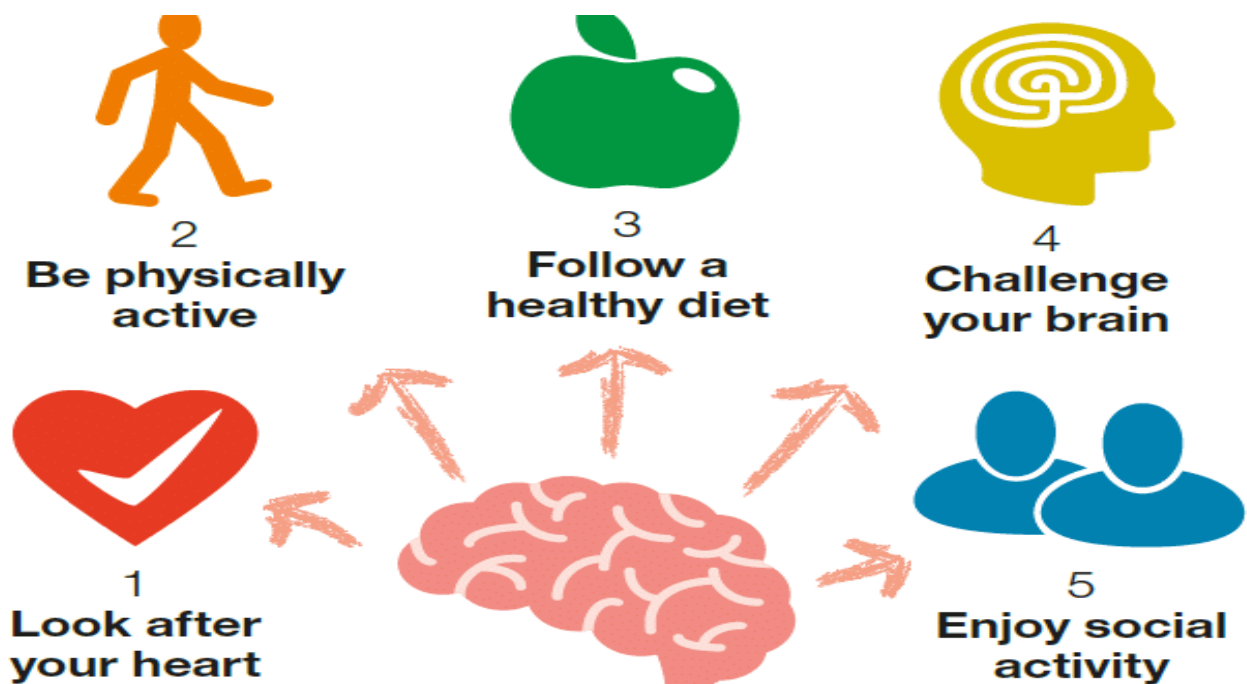 1
Look after
your heart
2
Be physically
active
3
Follow a
healthy diet
4
Challenge
your brain
5
Enjoy social
activity